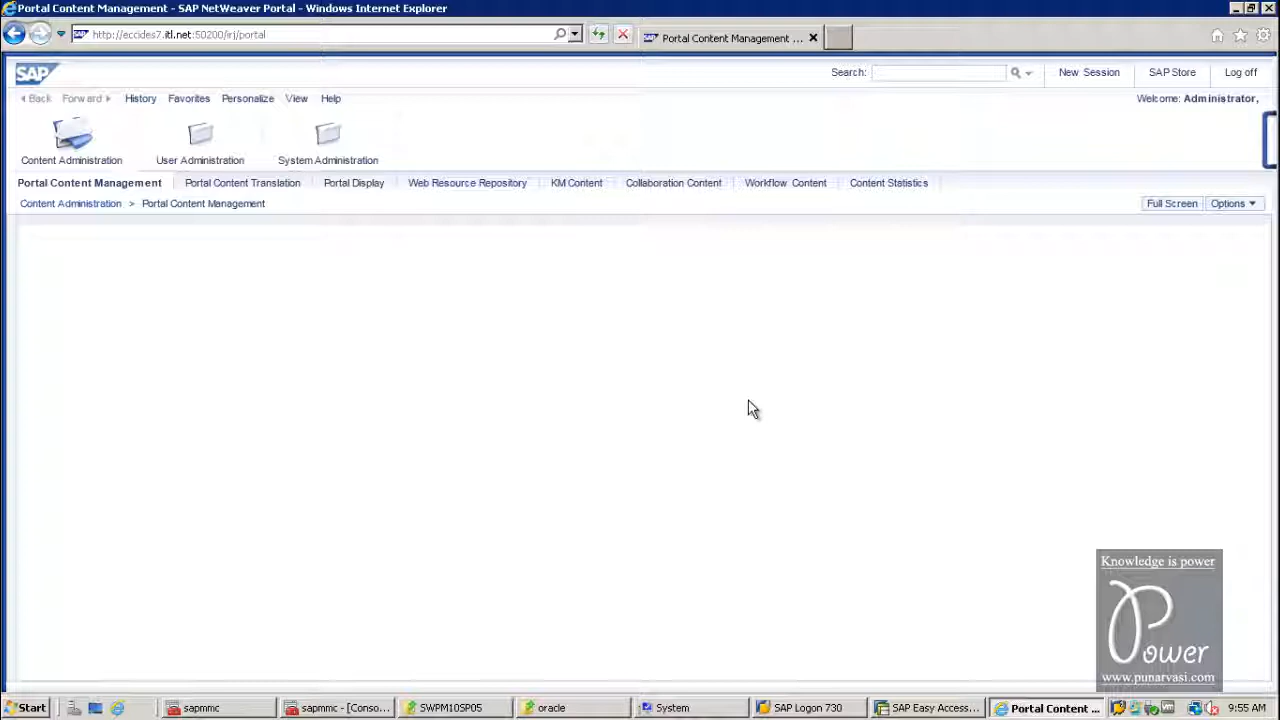 Portal Content Management - SAP NetWeaver Portal - Windows Internet Explorer
http://eccides7.itl.net:50200/irj/portal
Portal Content Management ...
SAP
Search:
New Session
SAP Store
Log off
Back Forward History Favorites Personalize View Help
Welcome: Administrator,
Content Administration User Administration System Administration
Portal Content Management Portal Content Translation Portal Display Web Resource Repository KM Content Collaboration Content Workflow Content Content Statistics
Content Administration > Portal Content Management
Full Screen Options
Knowledge is power
Power
www.punarvasi.com
Start sapmmc sapmmc - [Conso... SWPM10SP05 oracle System SAP Logon 730 SAP Easy Access... Portal Content ... 9:55 AM